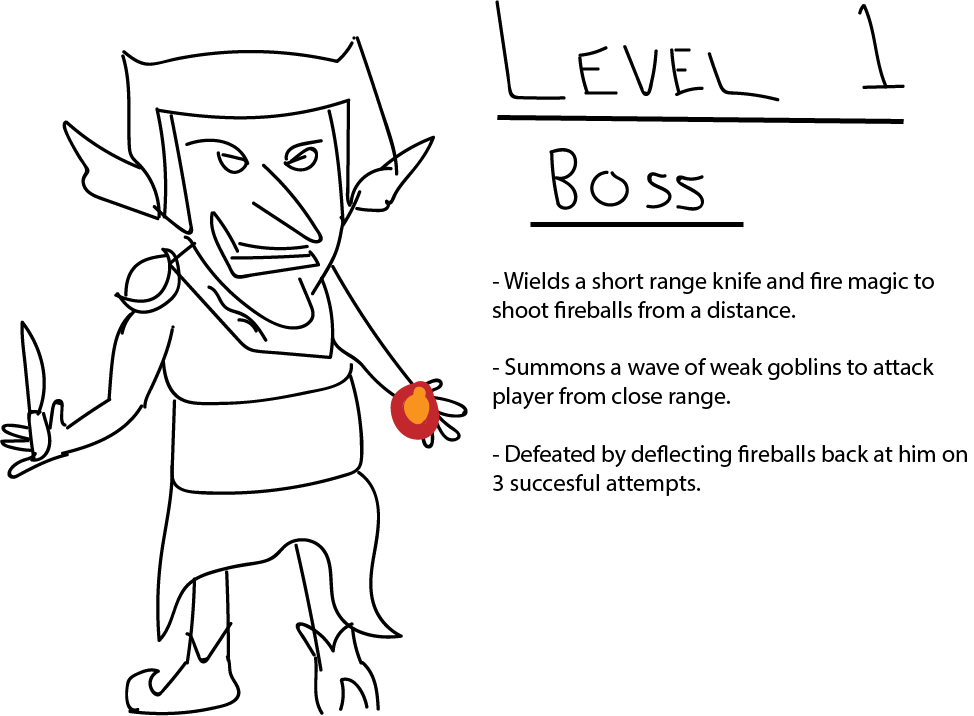 LEVEL 1
BOSS
- Wields a short range knife and fire magic to
shoot fireballs from a distance.
- Summons a wave of weak goblins to attack
player from close range.
- Defeated by deflecting fireballs back at him on
3 succesful attempts.